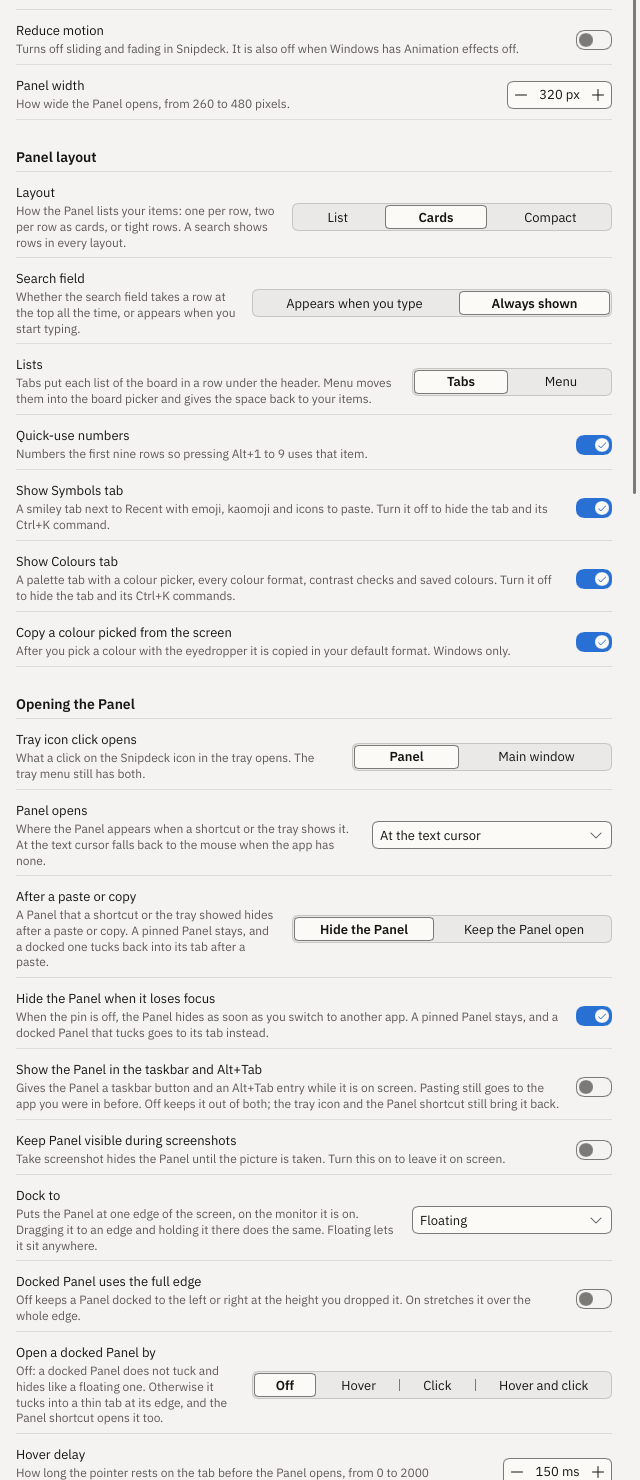 Reduce motion
Turns off sliding and fading in Snipdeck. It is also off when Windows has Animation effects off.
Panel width
How wide the Panel opens, from 260 to 480 pixels.
320 px
Panel layout
Layout
How the Panel lists your items: one per row, two
per row as cards, or tight rows. A search shows
rows in every layout.
List
Cards
Compact
Search field
Whether the search field takes a row at
the top all the time, or appears when you
start typing.
Appears when you type
Always shown
Lists
Tabs put each list of the board in a row under the header. Menu moves
them into the board picker and gives the space back to your items.
Tabs
Menu
Quick-use numbers
Numbers the first nine rows so pressing Alt+1 to 9 uses that item.
Show Symbols tab
A smiley tab next to Recent with emoji, kaomoji and icons to paste. Turn it off to hide the tab and its
Ctrl+K command.
Show Colours tab
A palette tab with a colour picker, every colour format, contrast checks and saved colours. Turn it off
to hide the tab and its Ctrl+K commands.
Copy a colour picked from the screen
After you pick a colour with the eyedropper it is copied in your default format. Windows only.
Opening the Panel
Tray icon click opens
What a click on the Snipdeck icon in the tray opens. The
tray menu still has both.
Panel
Main window
Panel opens
Where the Panel appears when a shortcut or the tray shows it.
At the text cursor falls back to the mouse when the app has
none.
At the text cursor
After a paste or copy
A Panel that a shortcut or the tray showed hides
after a paste or copy. A pinned Panel stays, and
a docked one tucks back into its tab after a
paste.
Hide the Panel
Keep the Panel open
Hide the Panel when it loses focus
When the pin is off, the Panel hides as soon as you switch to another app. A pinned Panel stays, and a
docked Panel that tucks goes to its tab instead.
Show the Panel in the taskbar and Alt+Tab
Gives the Panel a taskbar button and an Alt+Tab entry while it is on screen. Pasting still goes to the
app you were in before. Off keeps it out of both; the tray icon and the Panel shortcut still bring it back.
Keep Panel visible during screenshots
Take screenshot hides the Panel until the picture is taken. Turn this on to leave it on screen.
Dock to
Puts the Panel at one edge of the screen, on the monitor it is on.
Dragging it to an edge and holding it there does the same. Floating lets
it sit anywhere.
Floating
Docked Panel uses the full edge
Off keeps a Panel docked to the left or right at the height you dropped it. On stretches it over the
whole edge.
Open a docked Panel by
Off: a docked Panel does not tuck and
hides like a floating one. Otherwise it
tucks into a thin tab at its edge, and the
Panel shortcut opens it too.
Off
Hover
Click
Hover and click
Hover delay
How long the pointer rests on the tab before the Panel opens, from 0 to 2000
150 ms